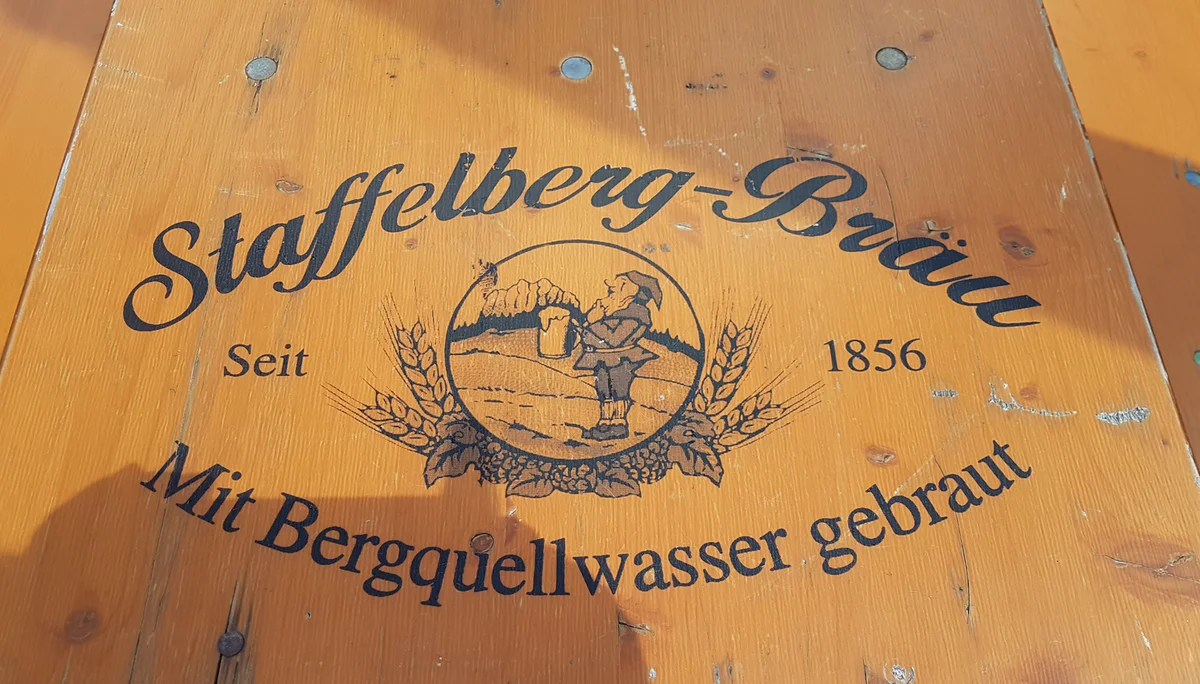 Staffelberg-Bräu
Seit 1856
Mit Bergquellwasser gebraut